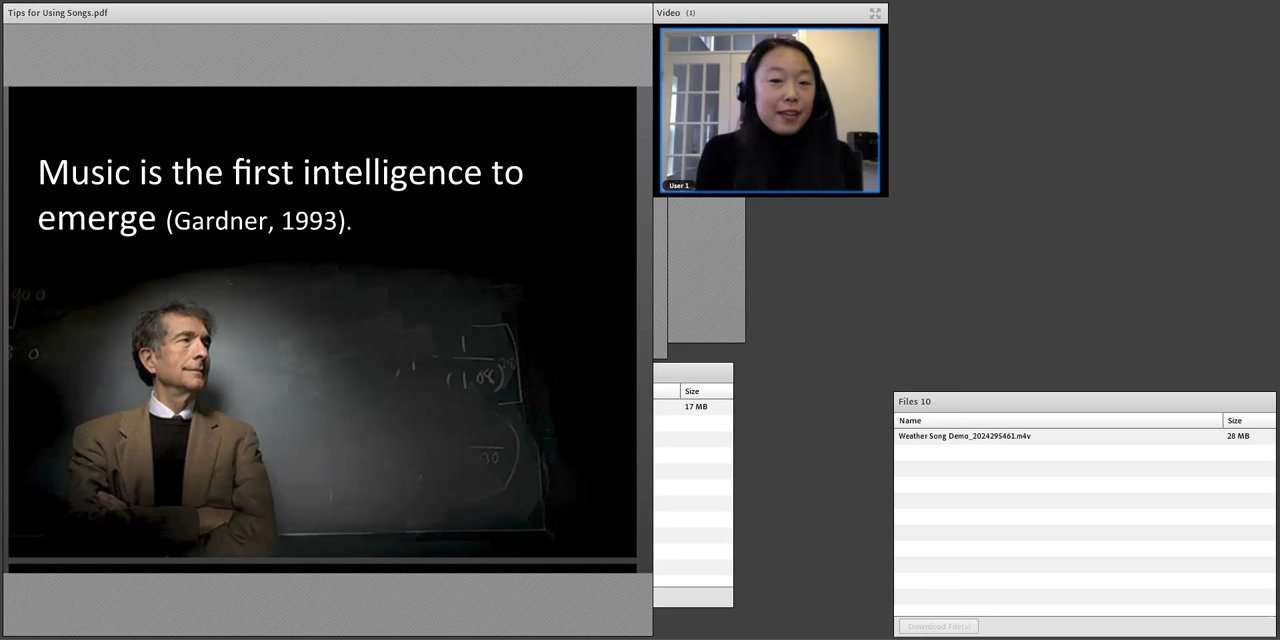 Tips for Using Songs.pdf
Music is the first intelligence to
emerge (Gardner, 1993).
Video (1)
User 1
Size
17 MB
Files 10
Name Size
Weather Song Demo_2024295461.m4v 28 MB
Download File(s)